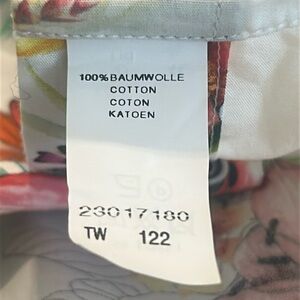 100%BAUMWOLLE
COTTON
COTON
KATOEN
23017180
TW 122